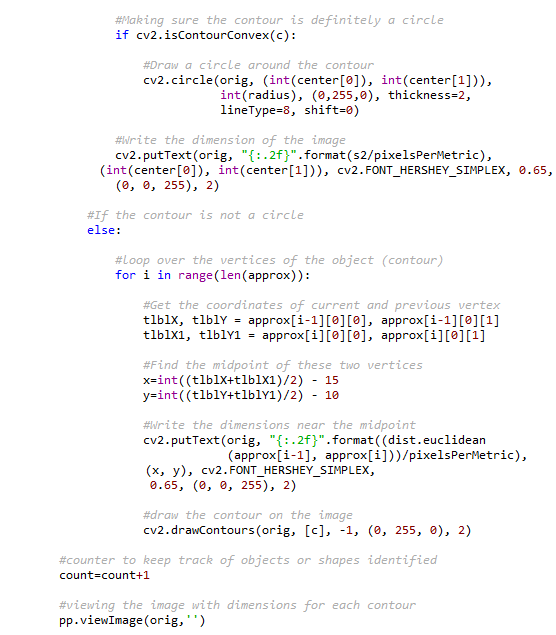 #Making sure the contour is definitely a circle
if cv2.isContourConvex(c):
#Draw a circle around the contour
cv2.circle(orig, (int(center[0]), int(center[1])),
int(radius), (0,255,0), thickness=2,
lineType=8, shift=0)
#Write the dimension of the image
cv2.putText(orig, "{:.2f}".format(s2/pixelsPerMetric),
(int(center[0]), int(center[1])), cv2.FONT_HERSHEY_SIMPLEX, 0.65,
(0, 0, 255), 2)
#If the contour is not a circle
else:
#loop over the vertices of the object (contour)
for i in range(len(approx)):
#Get the coordinates of current and previous vertex
tlblX, tlblY = approx[i-1][0][0], approx[i-1][0][1]
tlblX1, tlblY1 = approx[i][0][0], approx[i][0][1]
#Find the midpoint of these two vertices
x=int((tlblX+tlblX1)/2) - 15
y=int((tlblY+tlblY1)/2) - 10
#Write the dimensions near the midpoint
cv2.putText(orig, "{:.2f}".format((dist.euclidean
(approx[i-1], approx[i]))/pixelsPerMetric),
(x, y), cv2.FONT_HERSHEY_SIMPLEX,
0.65, (0, 0, 255), 2)
#draw the contour on the image
cv2.drawContours(orig, [c], -1, (0, 255, 0), 2)
#counter to keep track of objects or shapes identified
count=count+1
#viewing the image with dimensions for each contour
pp.viewImage(orig,'')